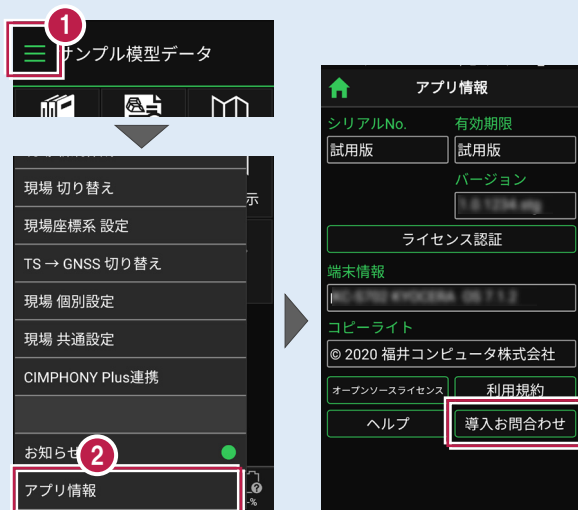 1
サンプル模型データ
現場 切り替え
示
現場座標系 設定
TS → GNSS 切り替え
現場 個別設定
現場 共通設定
CIMPHONY Plus連携
お知らせ
2
アプリ情報
-%
アプリ情報
シリアルNo.
有効期限
試用版
試用版
バージョン
ライセンス認証
端末情報
コピーライト
© 2020 福井コンピュータ株式会社
オープンソースライセンス
利用規約
ヘルプ
導入お問合わせ